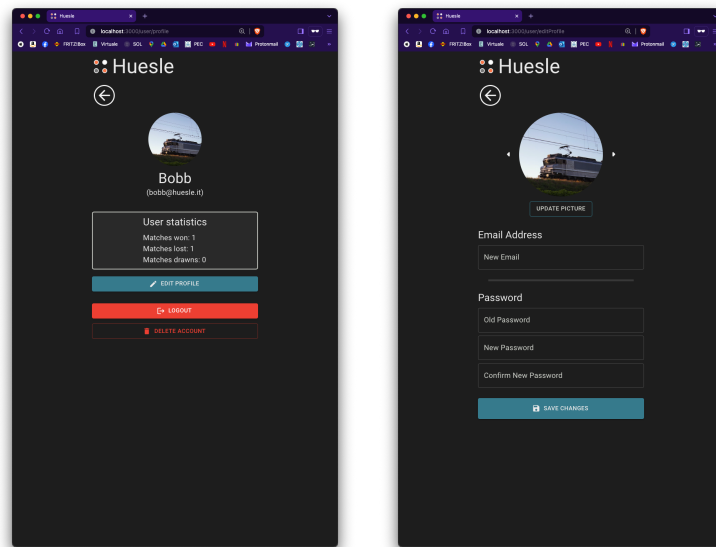 Huesle
localhost:3000/user/profile
FRITZ!Box Virtuale SOL PEC Protonmail
Huesle
Bobb
(bobb@huesle.it)
User statistics
Matches won: 1
Matches lost: 1
Matches drawns: 0
EDIT PROFILE
LOGOUT
DELETE ACCOUNT
Huesle
localhost:3000/user/editProfile
FRITZ!Box Virtuale SOL PEC Protonmail
Huesle
UPDATE PICTURE
Email Address
New Email
Password
Old Password
New Password
Confirm New Password
SAVE CHANGES